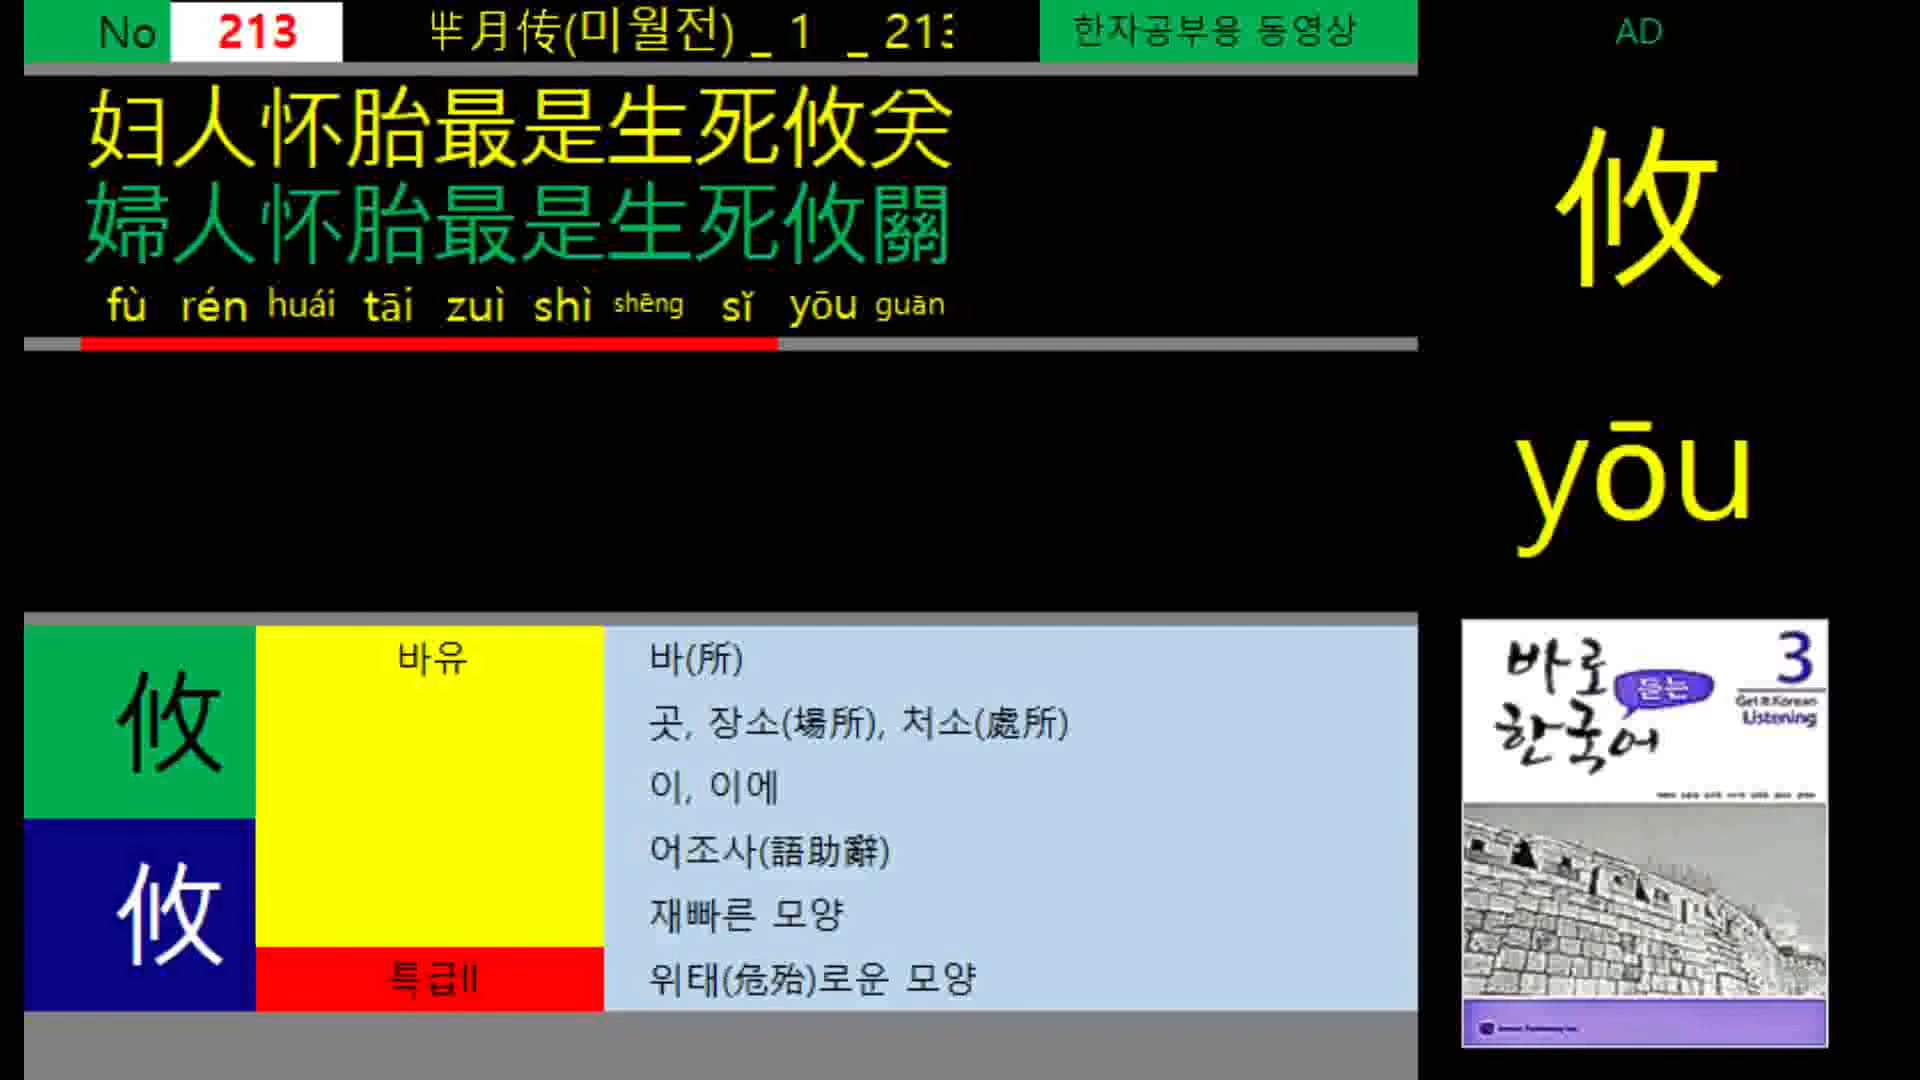 No 213 芈月传(미월전) _ 1 _ 213 한자공부용 동영상 AD
妇人怀胎最是生死攸关
婦人怀胎最是生死攸關
fù rén huái tāi zuì shì shēng sǐ yōu guān
攸
yōu
攸 바유 바(所)
곳, 장소(場所), 처소(處所)
이, 이에
攸 어조사(語助辭)
재빠른 모양
특급II 위태(危殆)로운 모양
바로 듣는 한국어
3
Get It Korean
Listening